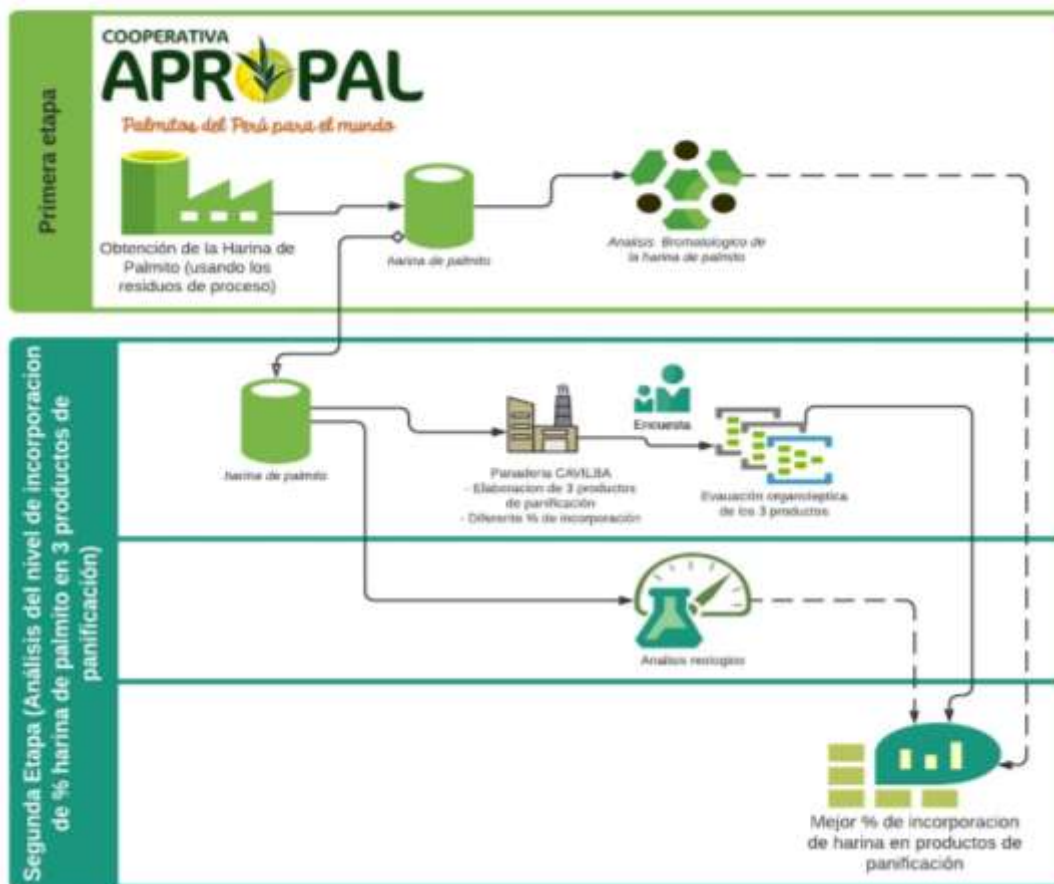 Primera etapa
COOPERATIVA
APROPAL
Palmitos del Perú para el mundo
Obtención de la Harina de
Palmito (usando los
residuos de proceso)
harina de palmito
Analisis Bromatologico de
la harina de palmito
Segunda Etapa (Análisis del nivel de incorporacion
de % harina de palmito en 3 productos de
panificación)
harina de palmito
Panaderia CAVILBA
- Elaboracion de 3 productos
de panificación
- Diferente % de incorporación
Encuesta
Evauación organoleptica
de los 3 productos
Analisis reologico
Mejor % de incorporacion
de harina en productos de
panificación